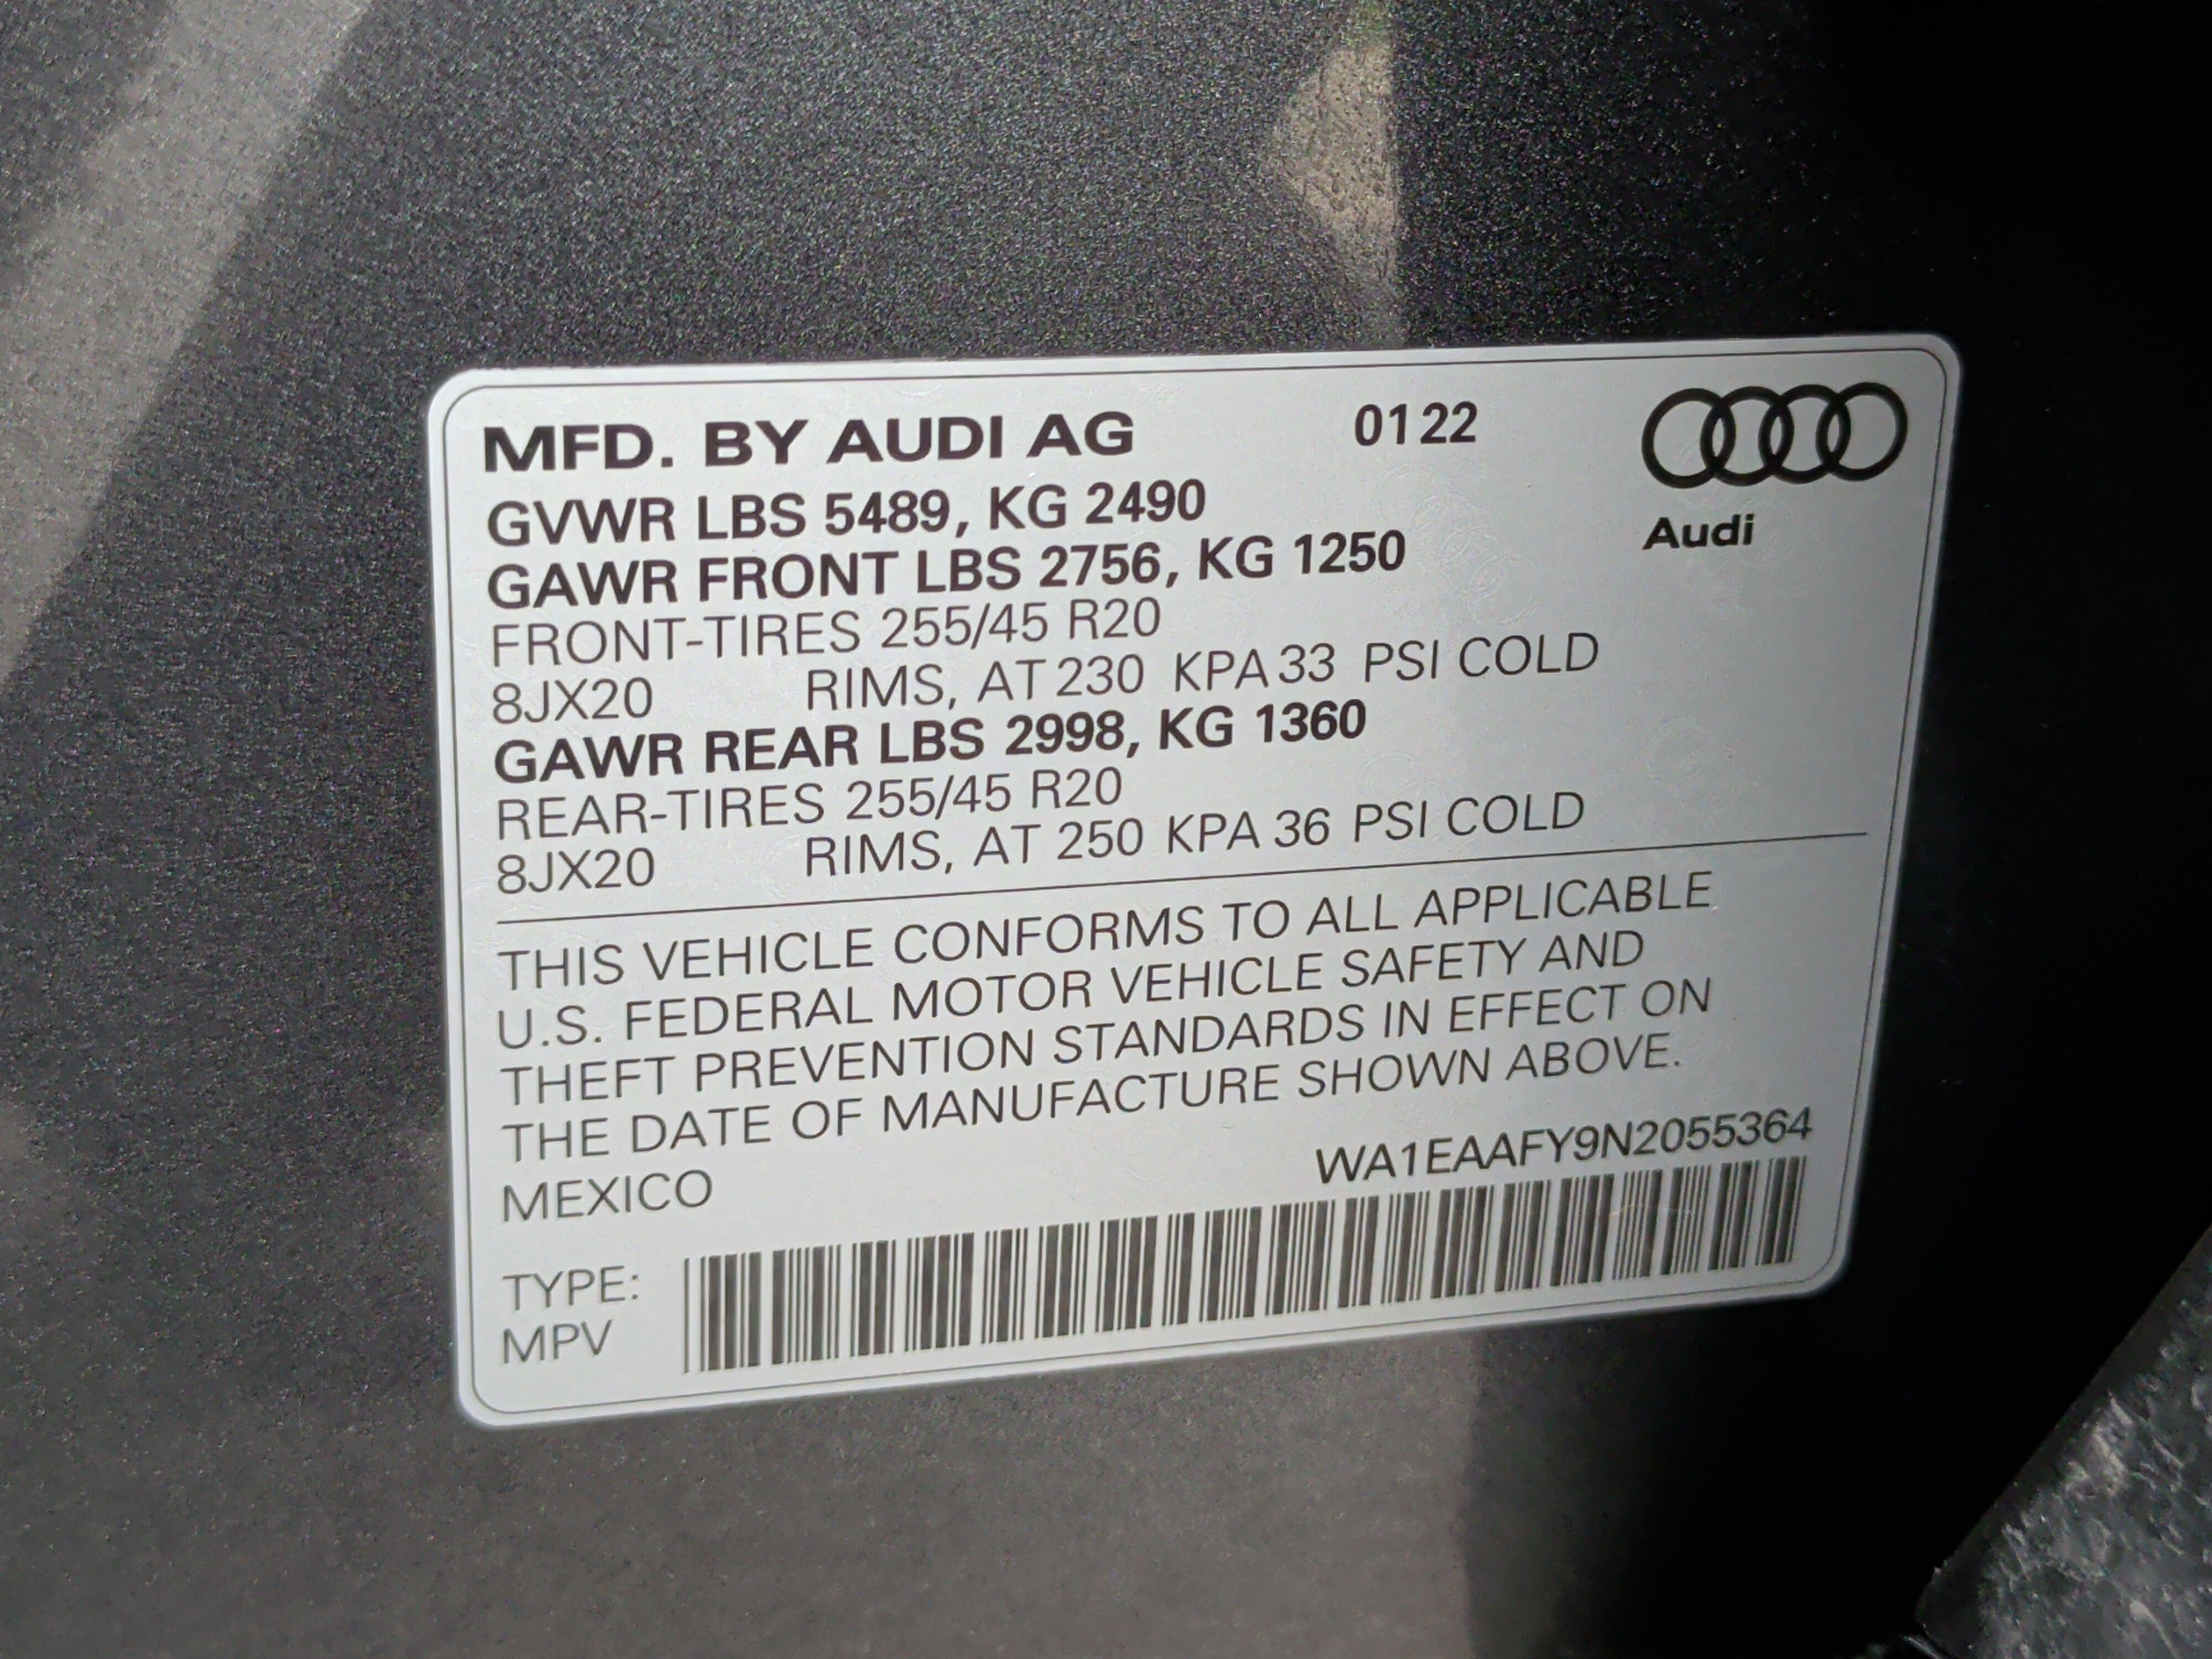 MFD. BY AUDI AG 0122
Audi
GVWR LBS 5489, KG 2490
GAWR FRONT LBS 2756, KG 1250
FRONT-TIRES 255/45 R20
8JX20 RIMS, AT 230 KPA 33 PSI COLD
GAWR REAR LBS 2998, KG 1360
REAR-TIRES 255/45 R20
8JX20 RIMS, AT 250 KPA 36 PSI COLD
THIS VEHICLE CONFORMS TO ALL APPLICABLE
U.S. FEDERAL MOTOR VEHICLE SAFETY AND
THEFT PREVENTION STANDARDS IN EFFECT ON
THE DATE OF MANUFACTURE SHOWN ABOVE.
MEXICO WA1EAAFY9N2055364
TYPE:
MPV